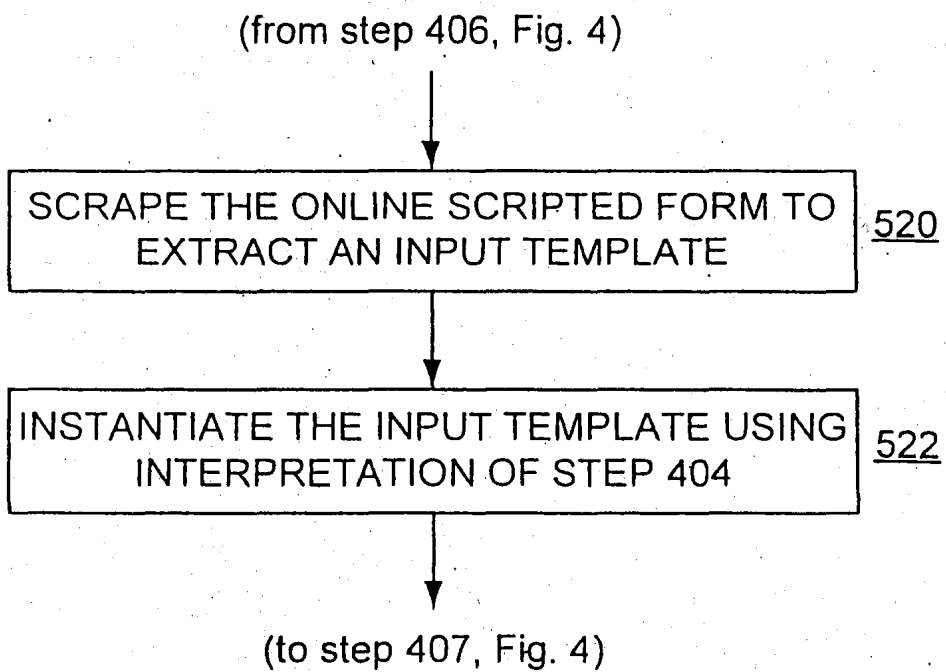 (from step 406, Fig. 4)
SCRAPE THE ONLINE SCRIPTED FORM TO
EXTRACT AN INPUT TEMPLATE
520
INSTANTIATE THE INPUT TEMPLATE USING
INTERPRETATION OF STEP 404
522
(to step 407, Fig. 4)